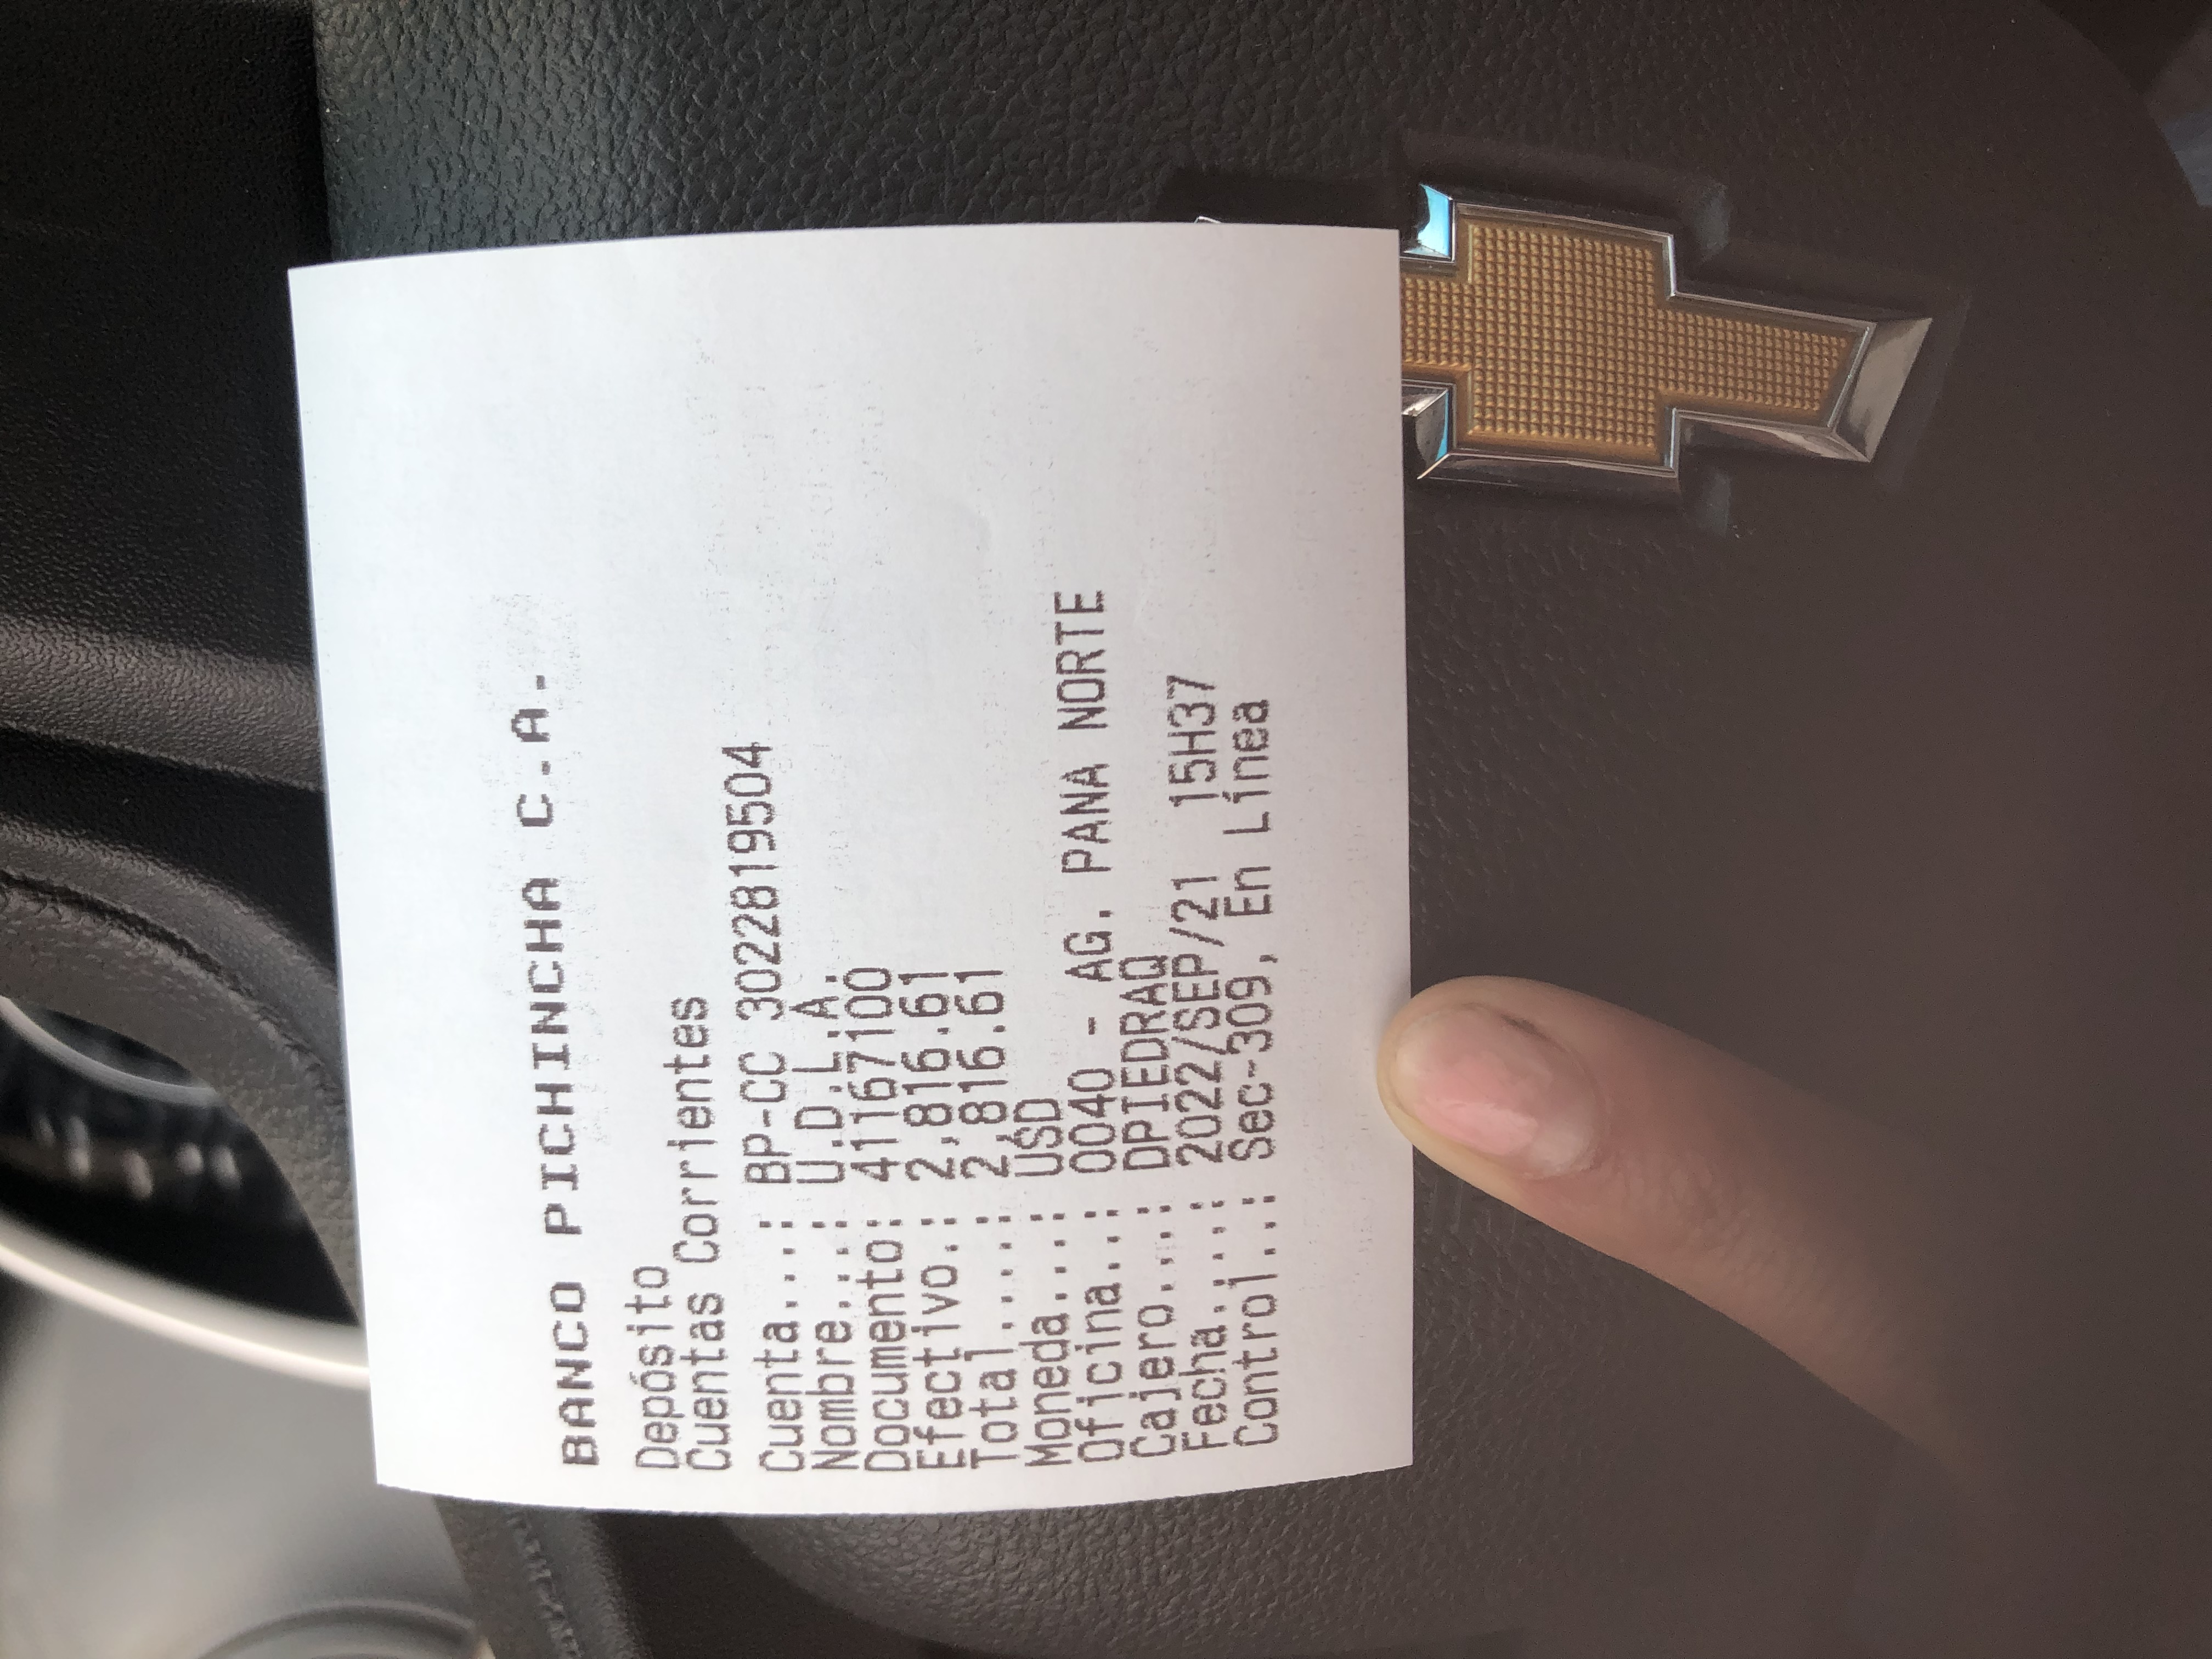 BANCO PICHINCHA C.A.
Depósito
Cuentas Corrientes
Cuenta...: BP-CC 3022819504
Nombre...: U.D.L.A.
Documento: 41167100
Efectivo.: 2,816.61
Total....: 2,816.61
Moneda...: USD
Oficina..: 0040 - AG. PANA NORTE
Cajero...: DPIEDRAQ
Fecha....: 2022/SEP/21 15H37
Control..: Sec-309, En Línea